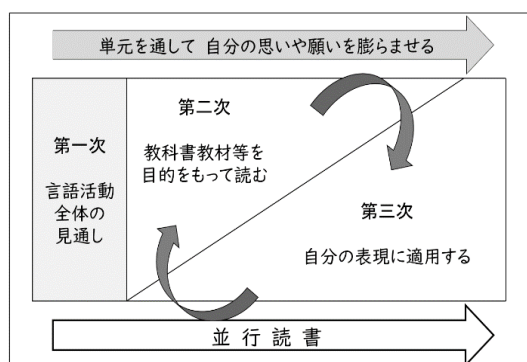 単元を通して 自分の思いや願いを膨らませる
第一次
言語活動
全体の
見通し
第二次
教科書教材等を
目的をもって読む
第三次
自分の表現に適用する
並行読書